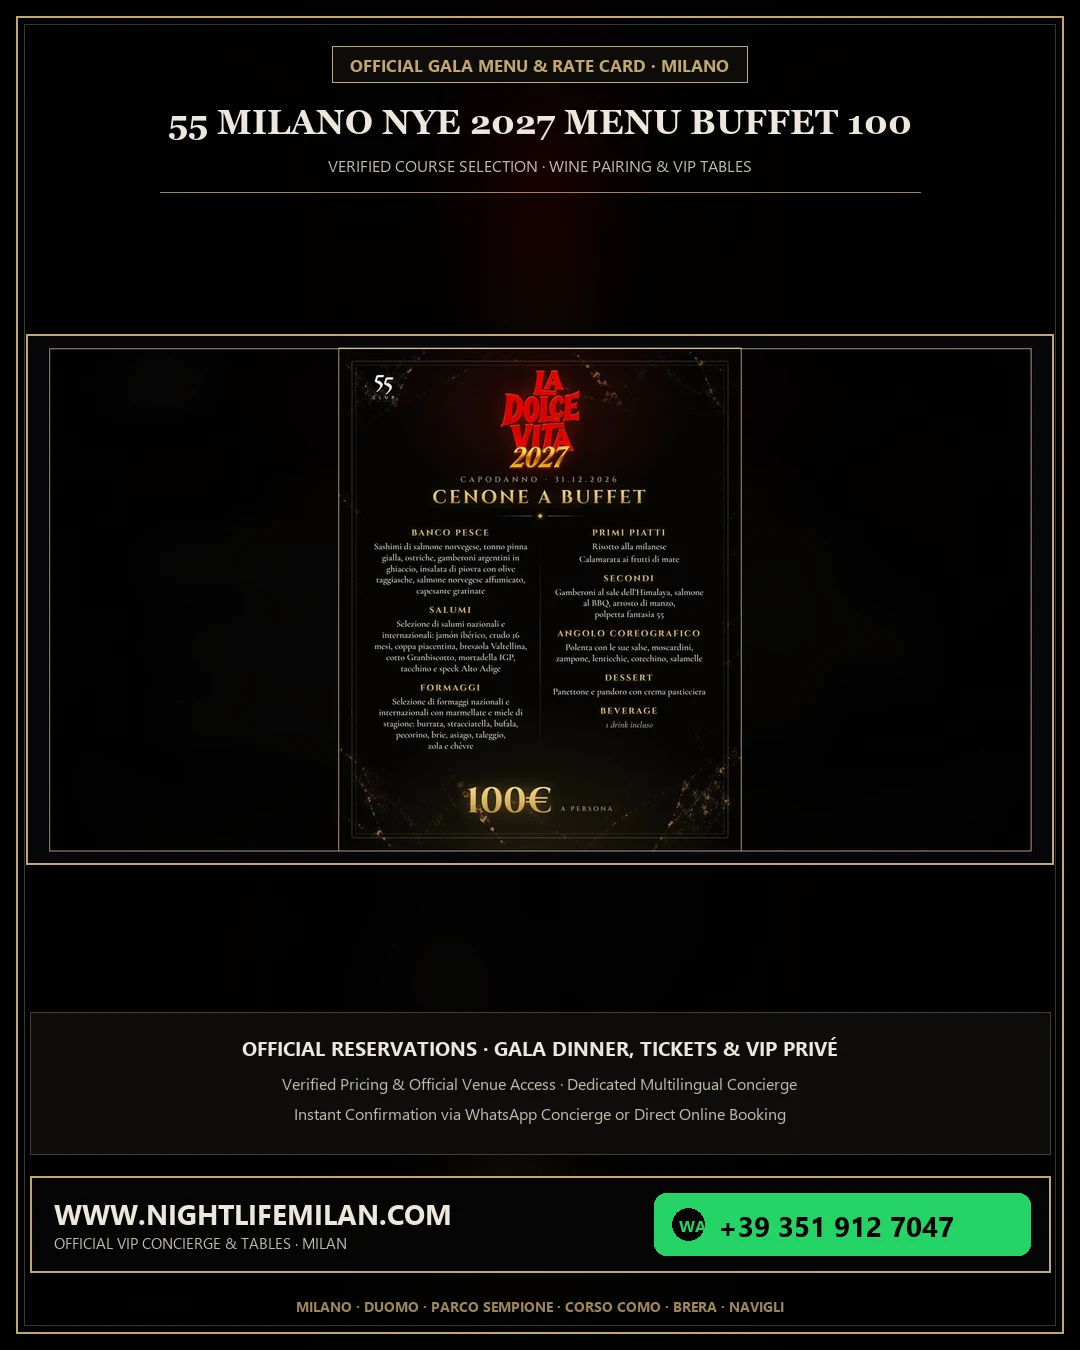 OFFICIAL GALA MENU & RATE CARD · MILANO
55 MILANO NYE 2027 MENU BUFFET 100
VERIFIED COURSE SELECTION · WINE PAIRING & VIP TABLES
55
CLUB
LA
DOLCE
VITA
2027
CAPODANNO · 31.12.2026
CENONE A BUFFET
BANCO PESCE
Sashimi di salmone norvegese, tonno pinna
gialla, ostriche, gamberoni argentini in
ghiaccio, insalata di piovra con olive
taggiasche, salmone norvegese affumicato,
capesante gratinate
SALUMI
Selezione di salumi nazionali e
internazionali: jamón ibérico, crudo 16
mesi, coppa piacentina, bresaola Valtellina,
cotto Granbiscotto, mortadella IGP,
tacchino e speck Alto Adige
FORMAGGI
Selezione di formaggi nazionali e
internazionali con marmellate e miele di
stagione: burrata, stracciatella, bufala,
pecorino, brie, asiago, taleggio,
zola e chèvre
PRIMI PIATTI
Risotto alla milanese
Calamarata ai frutti di mare
SECONDI
Gamberoni al sale dell'Himalaya, salmone
al BBQ, arrosto di manzo,
polpetta fantasia 55
ANGOLO COREOGRAFICO
Polenta con le sue salse, moscardini,
zampone, lenticchie, cotechino, salamelle
DESSERT
Panettone e pandoro con crema pasticciera
BEVERAGE
1 drink incluso
100€ A PERSONA
OFFICIAL RESERVATIONS · GALA DINNER, TICKETS & VIP PRIVÉ
Verified Pricing & Official Venue Access · Dedicated Multilingual Concierge
Instant Confirmation via WhatsApp Concierge or Direct Online Booking
WWW.NIGHTLIFEMILAN.COM
OFFICIAL VIP CONCIERGE & TABLES · MILAN
WA +39 351 912 7047
MILANO · DUOMO · PARCO SEMPIONE · CORSO COMO · BRERA · NAVIGLI